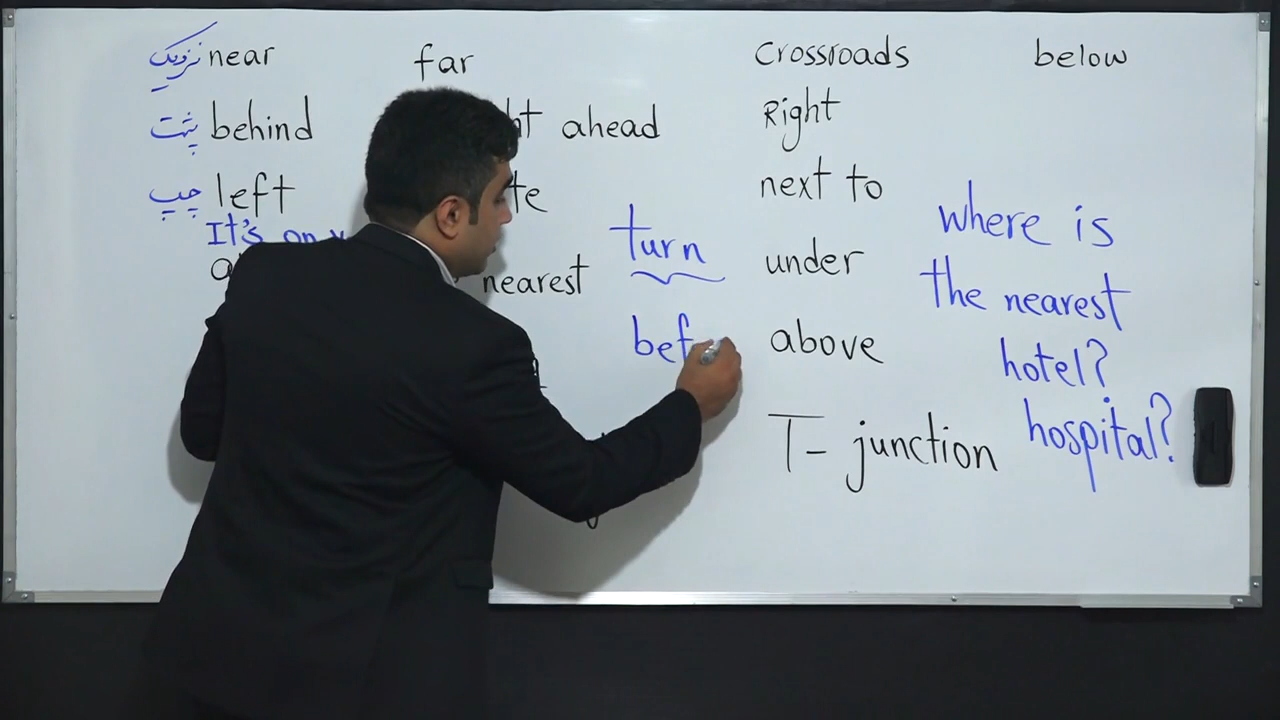 نزدیک near
far
Crossroads
below
پشت behind
ahead
Right
چپ left
next to
It's on
turn
under
where is
nearest
the nearest
bef
above
hotel?
T- junction
hospital?